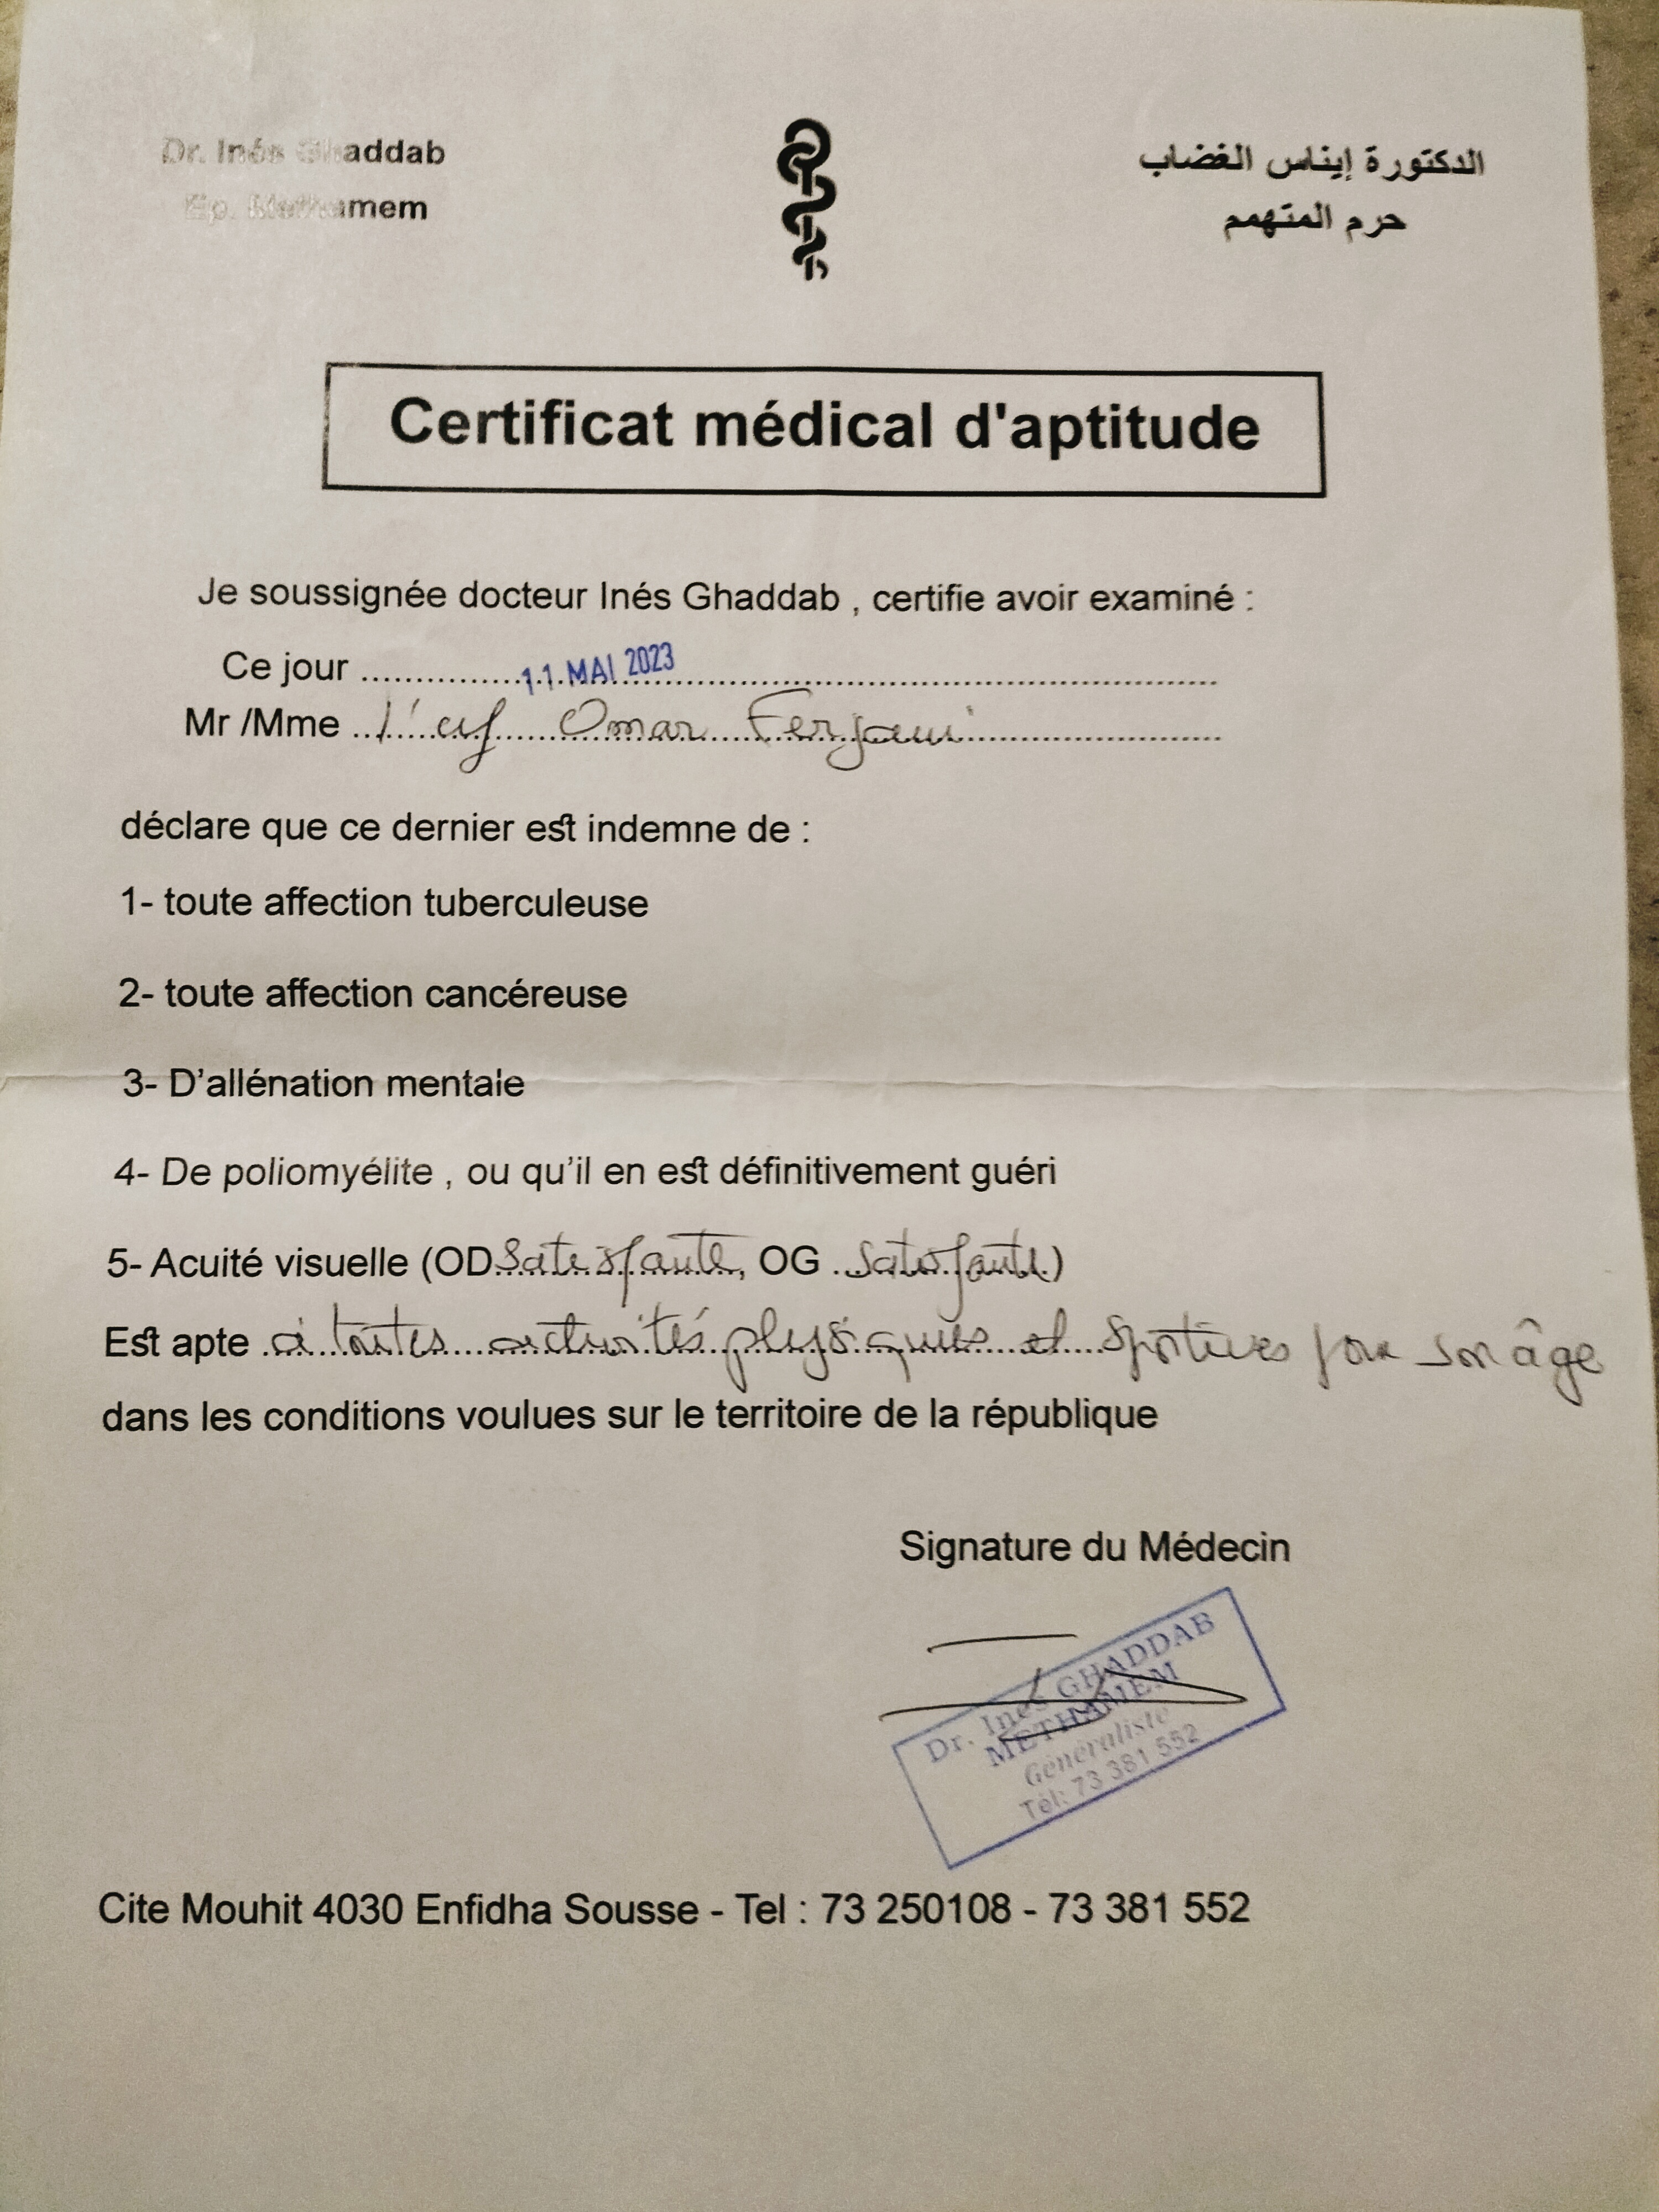 Dr. Inés Ghaddab
Ep. Methamem
الدكتورة إيناس الغضاب
حرم المتهمم
Certificat médical d'aptitude
Je soussignée docteur Inés Ghaddab , certifie avoir examiné :
Ce jour 11 MAI 2023
Mr /Mme l'enf Omar Ferjani
déclare que ce dernier est indemne de :
1- toute affection tuberculeuse
2- toute affection cancéreuse
3- D'allénation mentale
4- De poliomyélite , ou qu'il en est définitivement guéri
5- Acuité visuelle (OD Satisfante, OG Satisfante)
Est apte à toutes activités physiques et sportives pour son âge
dans les conditions voulues sur le territoire de la république
Signature du Médecin
Dr. Inés GHADDAB
METHAMEM
Généraliste
Tél: 73 381 552
Cite Mouhit 4030 Enfidha Sousse - Tel : 73 250108 - 73 381 552